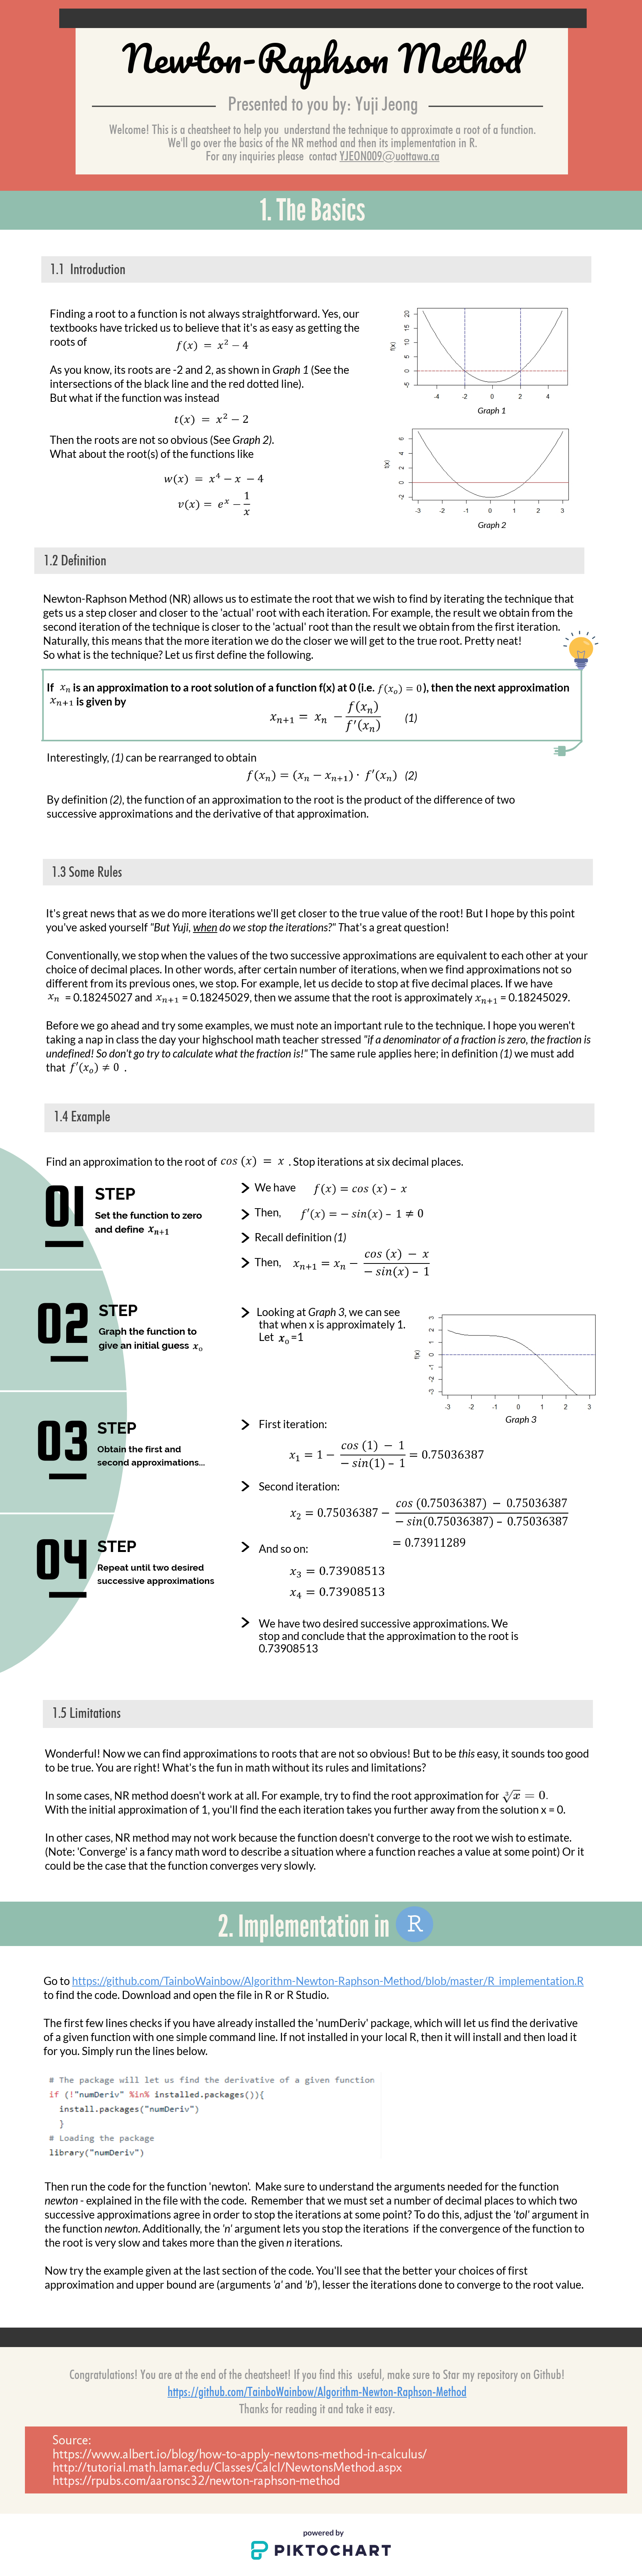 Newton-Raphson Method
Presented to you by: Yuji Jeong
Welcome! This is a cheatsheet to help you understand the technique to approximate a root of a function.
We'll go over the basics of the NR method and then its implementation in R.
For any inquiries please contact YJEON009@uottawa.ca
1. The Basics
1.1 Introduction
Finding a root to a function is not always straightforward. Yes, our
textbooks have tricked us to believe that it's as easy as getting the
roots of
f(x) = x² − 4
As you know, its roots are -2 and 2, as shown in Graph 1 (See the
intersections of the black line and the red dotted line).
But what if the function was instead
t(x) = x² − 2
Then the roots are not so obvious (See Graph 2).
What about the root(s) of the functions like
w(x) = x⁴ − x − 4
v(x) = eˣ − 1/x
f(x)
-5 0 5 10 15 20
-4 -2 0 2 4
Graph 1
t(x)
-2 0 2 4 6
-3 -2 -1 0 1 2 3
Graph 2
1.2 Definition
Newton-Raphson Method (NR) allows us to estimate the root that we wish to find by iterating the technique that
gets us a step closer and closer to the 'actual' root with each iteration. For example, the result we obtain from the
second iteration of the technique is closer to the 'actual' root than the result we obtain from the first iteration.
Naturally, this means that the more iteration we do the closer we will get to the true root. Pretty neat!
So what is the technique? Let us first define the following.
If xₙ is an approximation to a root solution of a function f(x) at 0 (i.e. f(xₒ) = 0), then the next approximation
xₙ₊₁ is given by
xₙ₊₁ = xₙ − f(xₙ)/f′(xₙ) (1)
Interestingly, (1) can be rearranged to obtain
f(xₙ) = (xₙ − xₙ₊₁) · f′(xₙ) (2)
By definition (2), the function of an approximation to the root is the product of the difference of two
successive approximations and the derivative of that approximation.
1.3 Some Rules
It's great news that as we do more iterations we'll get closer to the true value of the root! But I hope by this point
you've asked yourself "But Yuji, when do we stop the iterations?" That's a great question!
Conventionally, we stop when the values of the two successive approximations are equivalent to each other at your
choice of decimal places. In other words, after certain number of iterations, when we find approximations not so
different from its previous ones, we stop. For example, let us decide to stop at five decimal places. If we have
xₙ = 0.18245027 and xₙ₊₁ = 0.18245029, then we assume that the root is approximately xₙ₊₁ = 0.18245029.
Before we go ahead and try some examples, we must note an important rule to the technique. I hope you weren't
taking a nap in class the day your highschool math teacher stressed "if a denominator of a fraction is zero, the fraction is
undefined! So don't go try to calculate what the fraction is!" The same rule applies here; in definition (1) we must add
that f′(xₒ) ≠ 0 .
1.4 Example
Find an approximation to the root of cos (x) = x . Stop iterations at six decimal places.
01
STEP
Set the function to zero
and define xₙ₊₁
We have f(x) = cos (x) − x
Then, f′(x) = − sin(x) − 1 ≠ 0
Recall definition (1)
Then, xₙ₊₁ = xₙ − (cos (x) − x)/(− sin(x) − 1)
02
STEP
Graph the function to
give an initial guess xₒ
Looking at Graph 3, we can see
that when x is approximately 1.
Let xₒ =1
f(x)
-3 -2 -1 0 1 2 3
-3 -2 -1 0 1 2 3
Graph 3
03
STEP
Obtain the first and
second approximations...
First iteration:
x₁ = 1 − (cos (1) − 1)/(− sin(1) − 1) = 0.75036387
Second iteration:
x₂ = 0.75036387 − (cos (0.75036387) − 0.75036387)/(− sin(0.75036387) − 0.75036387)
= 0.73911289
04
STEP
Repeat until two desired
successive approximations
And so on:
x₃ = 0.73908513
x₄ = 0.73908513
We have two desired successive approximations. We
stop and conclude that the approximation to the root is
0.73908513
1.5 Limitations
Wonderful! Now we can find approximations to roots that are not so obvious! But to be this easy, it sounds too good
to be true. You are right! What's the fun in math without its rules and limitations?
In some cases, NR method doesn't work at all. For example, try to find the root approximation for ∛x = 0.
With the initial approximation of 1, you'll find the each iteration takes you further away from the solution x = 0.
In other cases, NR method may not work because the function doesn't converge to the root we wish to estimate.
(Note: 'Converge' is a fancy math word to describe a situation where a function reaches a value at some point) Or it
could be the case that the function converges very slowly.
2. Implementation in R
Go to https://github.com/TainboWainbow/Algorithm-Newton-Raphson-Method/blob/master/R_implementation.R
to find the code. Download and open the file in R or R Studio.
The first few lines checks if you have already installed the 'numDeriv' package, which will let us find the derivative
of a given function with one simple command line. If not installed in your local R, then it will install and then load it
for you. Simply run the lines below.
# The package will let us find the derivative of a given function
if (!"numDeriv" %in% installed.packages()){
install.packages("numDeriv")
}
# Loading the package
library("numDeriv")
Then run the code for the function 'newton'. Make sure to understand the arguments needed for the function
newton - explained in the file with the code. Remember that we must set a number of decimal places to which two
successive approximations agree in order to stop the iterations at some point? To do this, adjust the 'tol' argument in
the function newton. Additionally, the 'n' argument lets you stop the iterations if the convergence of the function to
the root is very slow and takes more than the given n iterations.
Now try the example given at the last section of the code. You'll see that the better your choices of first
approximation and upper bound are (arguments 'a' and 'b'), lesser the iterations done to converge to the root value.
Congratulations! You are at the end of the cheatsheet! If you find this useful, make sure to Star my repository on Github!
https://github.com/TainboWainbow/Algorithm-Newton-Raphson-Method
Thanks for reading it and take it easy.
Source:
https://www.albert.io/blog/how-to-apply-newtons-method-in-calculus/
http://tutorial.math.lamar.edu/Classes/CalcI/NewtonsMethod.aspx
https://rpubs.com/aaronsc32/newton-raphson-method
powered by
PIKTOCHART